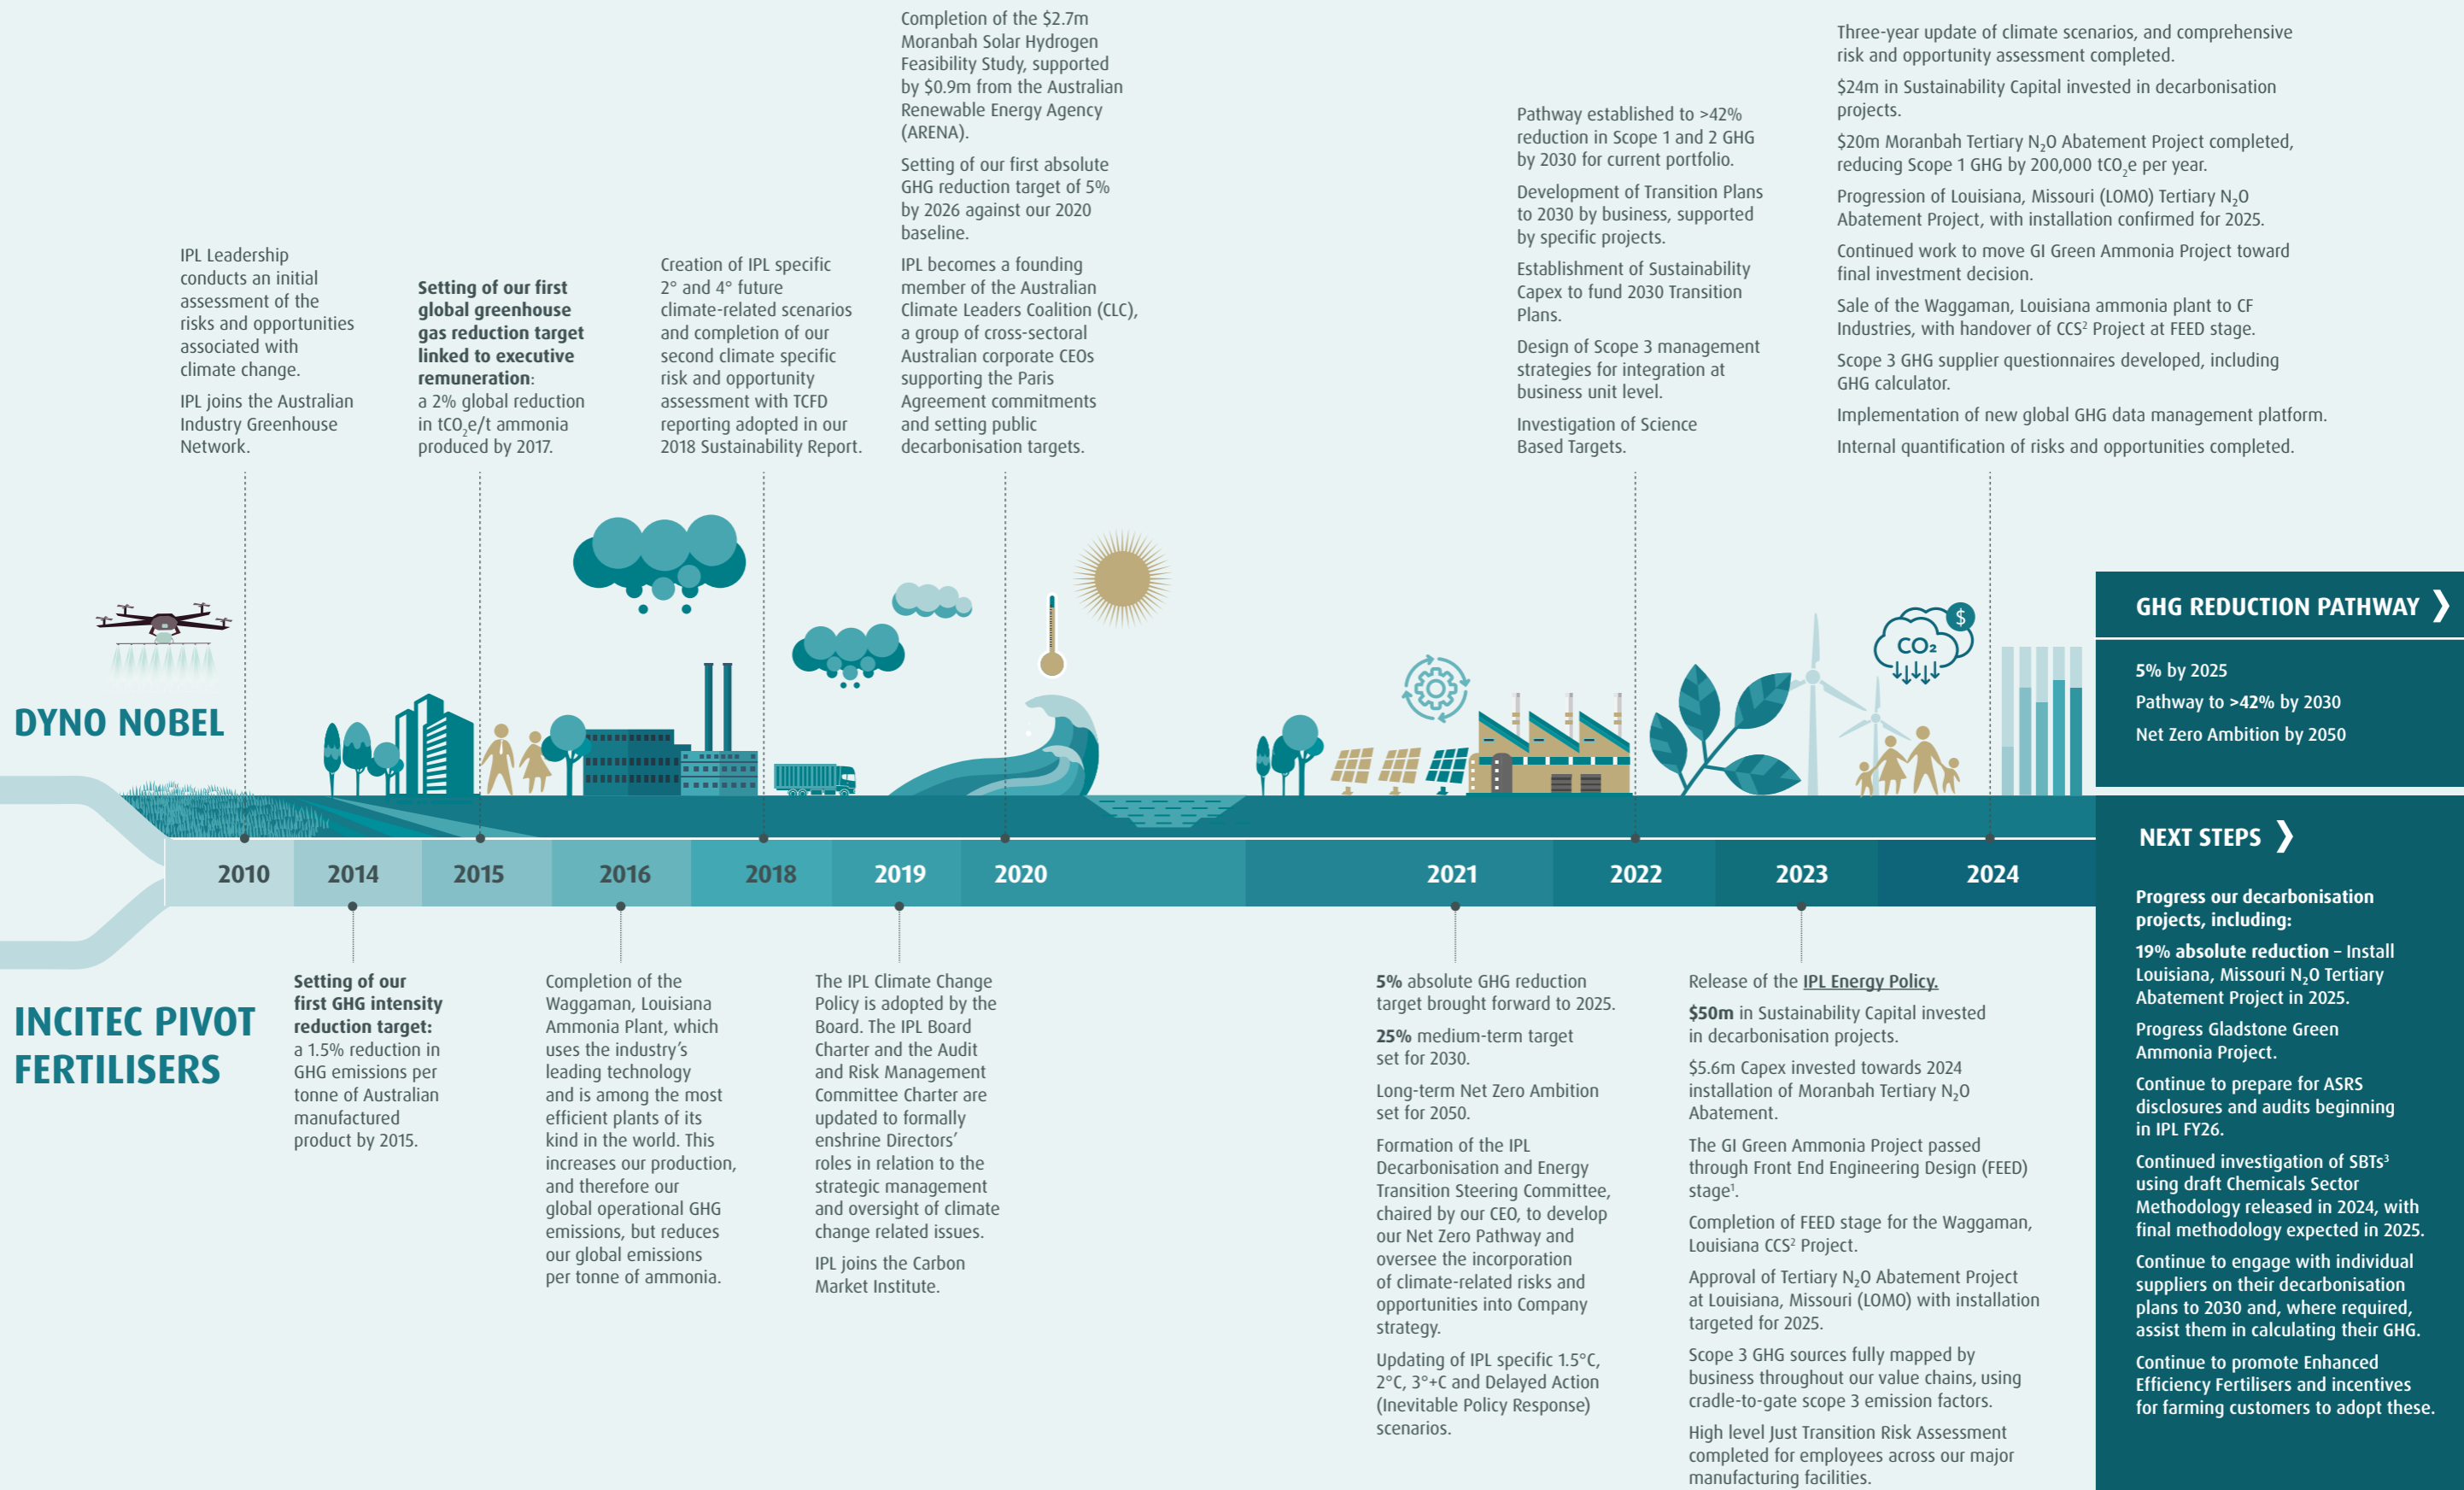 IPL Leadership
conducts an initial
assessment of the
risks and opportunities
associated with
climate change.
IPL joins the Australian
Industry Greenhouse
Network.
Setting of our first
global greenhouse
gas reduction target
linked to executive
remuneration:
a 2% global reduction
in tCO₂e/t ammonia
produced by 2017.
Creation of IPL specific
2° and 4° future
climate-related scenarios
and completion of our
second climate specific
risk and opportunity
assessment with TCFD
reporting adopted in our
2018 Sustainability Report.
Completion of the $2.7m
Moranbah Solar Hydrogen
Feasibility Study, supported
by $0.9m from the Australian
Renewable Energy Agency
(ARENA).
Setting of our first absolute
GHG reduction target of 5%
by 2026 against our 2020
baseline.
IPL becomes a founding
member of the Australian
Climate Leaders Coalition (CLC),
a group of cross-sectoral
Australian corporate CEOs
supporting the Paris
Agreement commitments
and setting public
decarbonisation targets.
Pathway established to >42%
reduction in Scope 1 and 2 GHG
by 2030 for current portfolio.
Development of Transition Plans
to 2030 by business, supported
by specific projects.
Establishment of Sustainability
Capex to fund 2030 Transition
Plans.
Design of Scope 3 management
strategies for integration at
business unit level.
Investigation of Science
Based Targets.
Three-year update of climate scenarios, and comprehensive
risk and opportunity assessment completed.
$24m in Sustainability Capital invested in decarbonisation
projects.
$20m Moranbah Tertiary N₂O Abatement Project completed,
reducing Scope 1 GHG by 200,000 tCO₂e per year.
Progression of Louisiana, Missouri (LOMO) Tertiary N₂O
Abatement Project, with installation confirmed for 2025.
Continued work to move GI Green Ammonia Project toward
final investment decision.
Sale of the Waggaman, Louisiana ammonia plant to CF
Industries, with handover of CCS² Project at FEED stage.
Scope 3 GHG supplier questionnaires developed, including
GHG calculator.
Implementation of new global GHG data management platform.
Internal quantification of risks and opportunities completed.
DYNO NOBEL
CO₂
$
GHG REDUCTION PATHWAY
5% by 2025
Pathway to >42% by 2030
Net Zero Ambition by 2050
2010 2014 2015 2016 2018 2019 2020 2021 2022 2023 2024
INCITEC PIVOT
FERTILISERS
Setting of our
first GHG intensity
reduction target:
a 1.5% reduction in
GHG emissions per
tonne of Australian
manufactured
product by 2015.
Completion of the
Waggaman, Louisiana
Ammonia Plant, which
uses the industry's
leading technology
and is among the most
efficient plants of its
kind in the world. This
increases our production,
and therefore our
global operational GHG
emissions, but reduces
our global emissions
per tonne of ammonia.
The IPL Climate Change
Policy is adopted by the
Board. The IPL Board
Charter and the Audit
and Risk Management
Committee Charter are
updated to formally
enshrine Directors'
roles in relation to the
strategic management
and oversight of climate
change related issues.
IPL joins the Carbon
Market Institute.
5% absolute GHG reduction
target brought forward to 2025.
25% medium-term target
set for 2030.
Long-term Net Zero Ambition
set for 2050.
Formation of the IPL
Decarbonisation and Energy
Transition Steering Committee,
chaired by our CEO, to develop
our Net Zero Pathway and
oversee the incorporation
of climate-related risks and
opportunities into Company
strategy.
Updating of IPL specific 1.5°C,
2°C, 3°+C and Delayed Action
(Inevitable Policy Response)
scenarios.
Release of the IPL Energy Policy.
$50m in Sustainability Capital invested
in decarbonisation projects.
$5.6m Capex invested towards 2024
installation of Moranbah Tertiary N₂O
Abatement.
The GI Green Ammonia Project passed
through Front End Engineering Design (FEED)
stage¹.
Completion of FEED stage for the Waggaman,
Louisiana CCS² Project.
Approval of Tertiary N₂O Abatement Project
at Louisiana, Missouri (LOMO) with installation
targeted for 2025.
Scope 3 GHG sources fully mapped by
business throughout our value chains, using
cradle-to-gate scope 3 emission factors.
High level Just Transition Risk Assessment
completed for employees across our major
manufacturing facilities.
NEXT STEPS
Progress our decarbonisation
projects, including:
19% absolute reduction – Install
Louisiana, Missouri N₂O Tertiary
Abatement Project in 2025.
Progress Gladstone Green
Ammonia Project.
Continue to prepare for ASRS
disclosures and audits beginning
in IPL FY26.
Continued investigation of SBTs³
using draft Chemicals Sector
Methodology released in 2024, with
final methodology expected in 2025.
Continue to engage with individual
suppliers on their decarbonisation
plans to 2030 and, where required,
assist them in calculating their GHG.
Continue to promote Enhanced
Efficiency Fertilisers and incentives
for farming customers to adopt these.